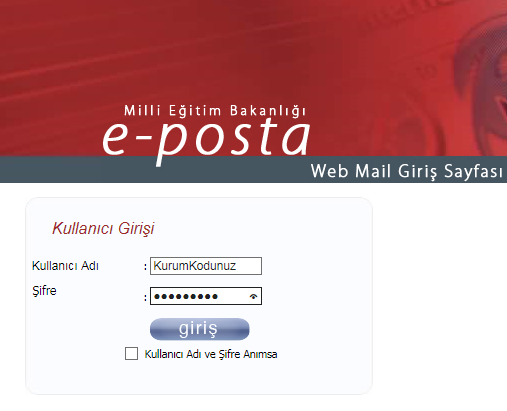 Milli Eğitim Bakanlığı
e-posta
Web Mail Giriş Sayfası
Kullanıcı Girişi
Kullanıcı Adı : KurumKodunuz
Şifre : ●●●●●●●●●
giriş
Kullanıcı Adı ve Şifre Anımsa